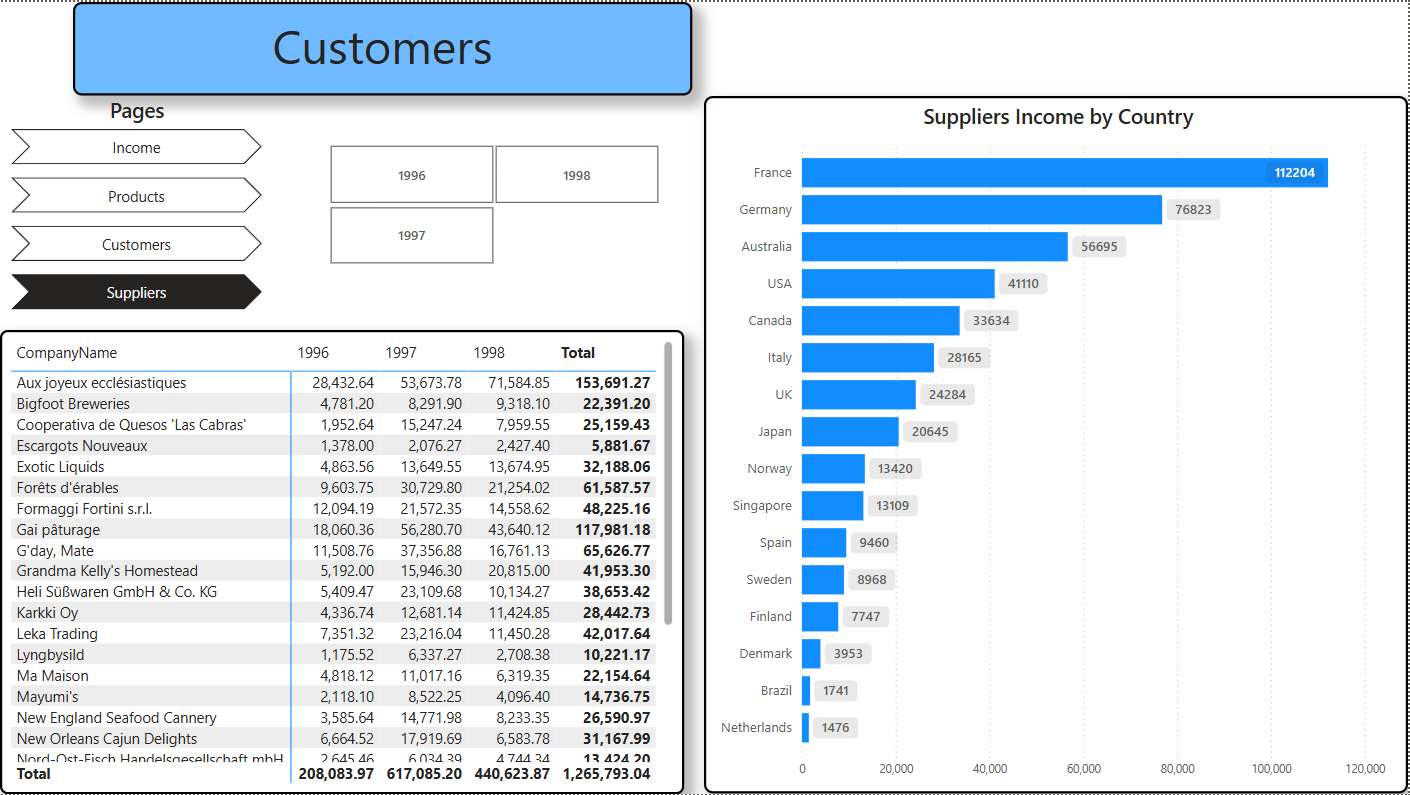 Customers
Pages
Income
Products
Customers
Suppliers
1996
1998
1997
CompanyName 1996 1997 1998 Total
Aux joyeux ecclésiastiques 28,432.64 53,673.78 71,584.85 153,691.27
Bigfoot Breweries 4,781.20 8,291.90 9,318.10 22,391.20
Cooperativa de Quesos 'Las Cabras' 1,952.64 15,247.24 7,959.55 25,159.43
Escargots Nouveaux 1,378.00 2,076.27 2,427.40 5,881.67
Exotic Liquids 4,863.56 13,649.55 13,674.95 32,188.06
Forêts d'érables 9,603.75 30,729.80 21,254.02 61,587.57
Formaggi Fortini s.r.l. 12,094.19 21,572.35 14,558.62 48,225.16
Gai pâturage 18,060.36 56,280.70 43,640.12 117,981.18
G'day, Mate 11,508.76 37,356.88 16,761.13 65,626.77
Grandma Kelly's Homestead 5,192.00 15,946.30 20,815.00 41,953.30
Heli Süßwaren GmbH & Co. KG 5,409.47 23,109.68 10,134.27 38,653.42
Karkki Oy 4,336.74 12,681.14 11,424.85 28,442.73
Leka Trading 7,351.32 23,216.04 11,450.28 42,017.64
Lyngbysild 1,175.52 6,337.27 2,708.38 10,221.17
Ma Maison 4,818.12 11,017.16 6,319.35 22,154.64
Mayumi's 2,118.10 8,522.25 4,096.40 14,736.75
New England Seafood Cannery 3,585.64 14,771.98 8,233.35 26,590.97
New Orleans Cajun Delights 6,664.52 17,919.69 6,583.78 31,167.99
Nord-Ost-Fisch Handelsgesellschaft mbH 2,645.46 6,034.39 4,744.34 13,424.20
Total 208,083.97 617,085.20 440,623.87 1,265,793.04
Suppliers Income by Country
France 112204
Germany 76823
Australia 56695
USA 41110
Canada 33634
Italy 28165
UK 24284
Japan 20645
Norway 13420
Singapore 13109
Spain 9460
Sweden 8968
Finland 7747
Denmark 3953
Brazil 1741
Netherlands 1476
0 20,000 40,000 60,000 80,000 100,000 120,000